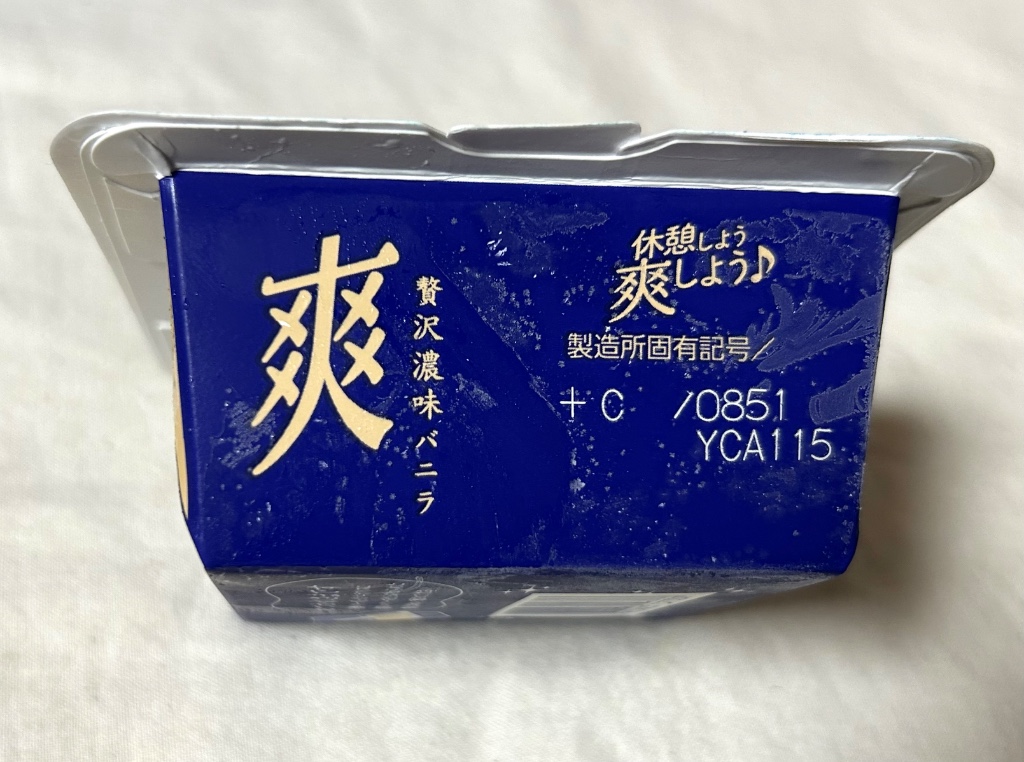 爽
贅沢濃味バニラ
休憩しよう
爽しよう♪
製造所固有記号/
+C /0851
YCA115